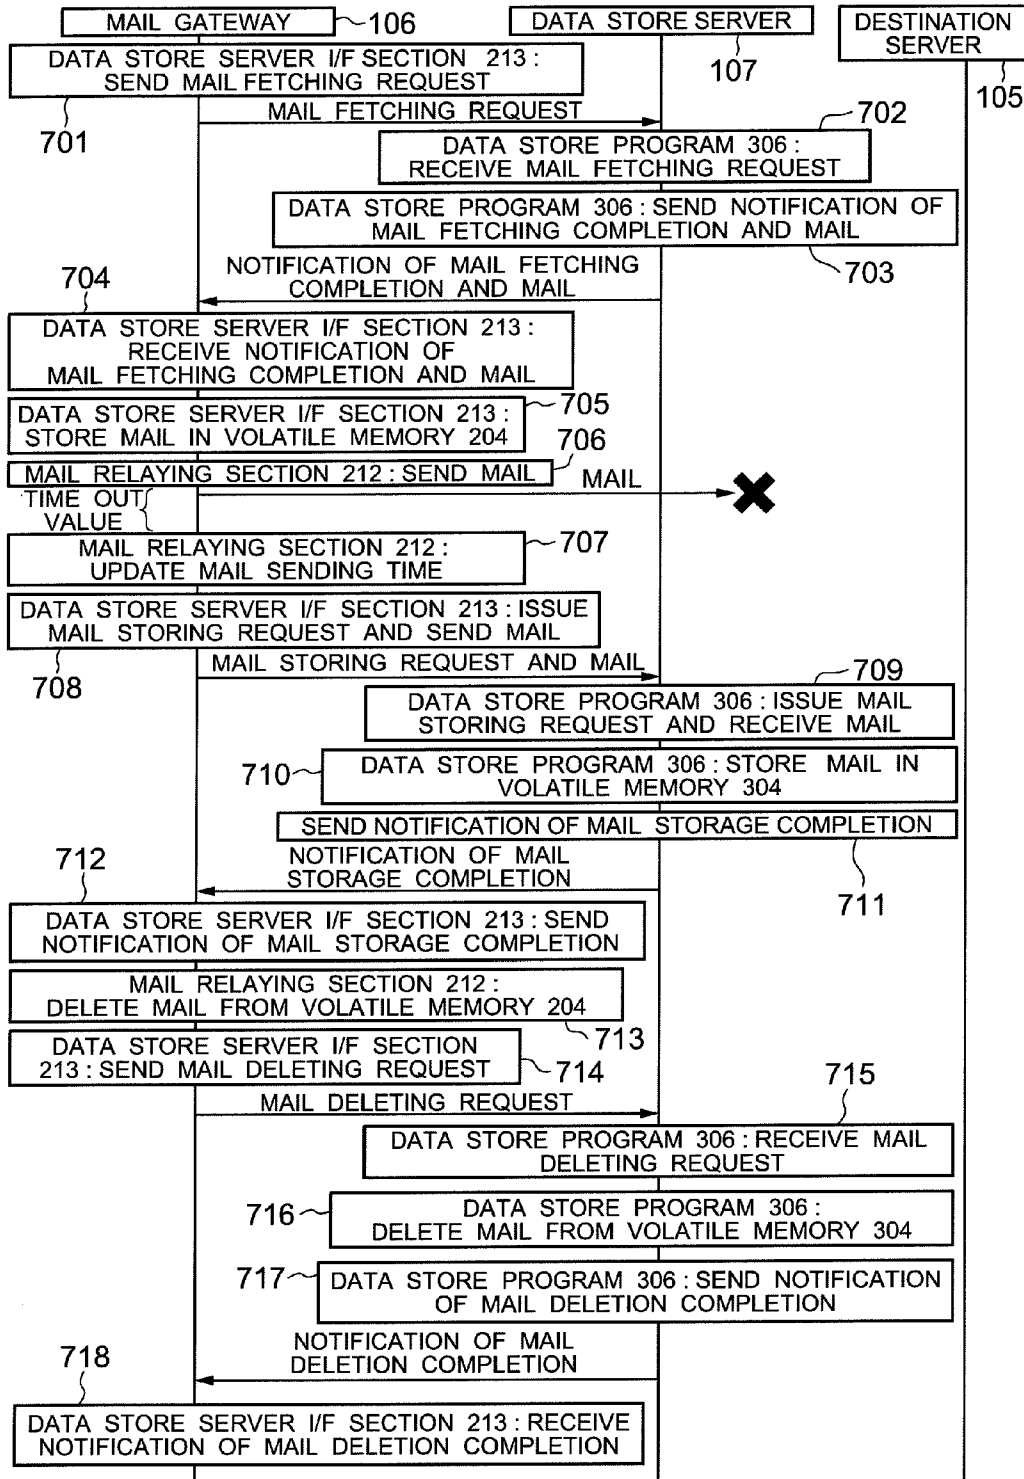 MAIL GATEWAY
106
DATA STORE SERVER
107
DESTINATION
SERVER
105
DATA STORE SERVER I/F SECTION 213 :
SEND MAIL FETCHING REQUEST
701
MAIL FETCHING REQUEST
702
DATA STORE PROGRAM 306 :
RECEIVE MAIL FETCHING REQUEST
DATA STORE PROGRAM 306 : SEND NOTIFICATION OF
MAIL FETCHING COMPLETION AND MAIL
703
NOTIFICATION OF MAIL FETCHING
COMPLETION AND MAIL
704
DATA STORE SERVER I/F SECTION 213 :
RECEIVE NOTIFICATION OF
MAIL FETCHING COMPLETION AND MAIL
DATA STORE SERVER I/F SECTION 213 :
STORE MAIL IN VOLATILE MEMORY 204
705
706
MAIL RELAYING SECTION 212 : SEND MAIL
MAIL
TIME OUT
VALUE
MAIL RELAYING SECTION 212 :
UPDATE MAIL SENDING TIME
707
DATA STORE SERVER I/F SECTION 213 : ISSUE
MAIL STORING REQUEST AND SEND MAIL
708
MAIL STORING REQUEST AND MAIL
709
DATA STORE PROGRAM 306 : ISSUE MAIL
STORING REQUEST AND RECEIVE MAIL
710
DATA STORE PROGRAM 306 : STORE MAIL IN
VOLATILE MEMORY 304
SEND NOTIFICATION OF MAIL STORAGE COMPLETION
711
NOTIFICATION OF MAIL
STORAGE COMPLETION
712
DATA STORE SERVER I/F SECTION 213 : SEND
NOTIFICATION OF MAIL STORAGE COMPLETION
MAIL RELAYING SECTION 212 :
DELETE MAIL FROM VOLATILE MEMORY 204
713
DATA STORE SERVER I/F SECTION
213 : SEND MAIL DELETING REQUEST
714
MAIL DELETING REQUEST
715
DATA STORE PROGRAM 306 : RECEIVE MAIL
DELETING REQUEST
716
DATA STORE PROGRAM 306 :
DELETE MAIL FROM VOLATILE MEMORY 304
717
DATA STORE PROGRAM 306 : SEND NOTIFICATION
OF MAIL DELETION COMPLETION
NOTIFICATION OF MAIL
DELETION COMPLETION
718
DATA STORE SERVER I/F SECTION 213 : RECEIVE
NOTIFICATION OF MAIL DELETION COMPLETION